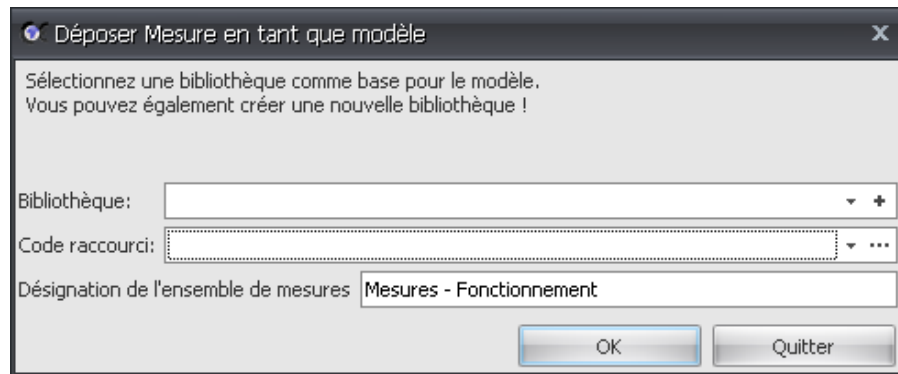 Déposer Mesure en tant que modèle
Sélectionnez une bibliothèque comme base pour le modèle.
Vous pouvez également créer une nouvelle bibliothèque !
Bibliothèque:
Code raccourci:
Désignation de l'ensemble de mesures Mesures - Fonctionnement
OK Quitter